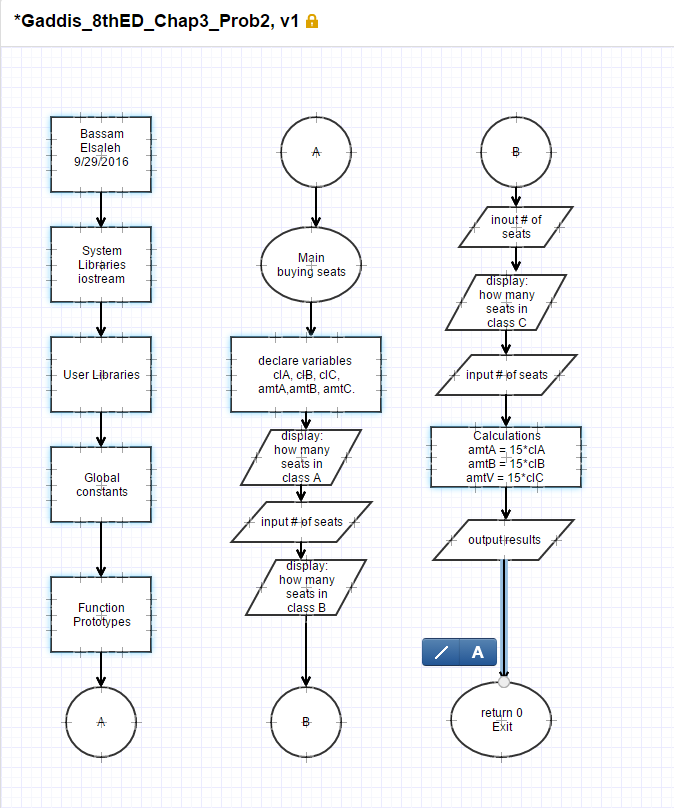 *Gaddis_8thED_Chap3_Prob2, v1
Bassam
Elsaleh
9/29/2016
System
Libraries
iostream
User Libraries
Global
constants
Function
Prototypes
A
A
Main
buying seats
declare variables
clA, clB, clC,
amtA,amtB, amtC.
display:
how many
seats in
class A
input # of seats
display:
how many
seats in
class B
B
B
inout # of
seats
display:
how many
seats in
class C
input # of seats
Calculations
amtA = 15*clA
amtB = 15*clB
amtV = 15*clC
output results
A
return 0
Exit